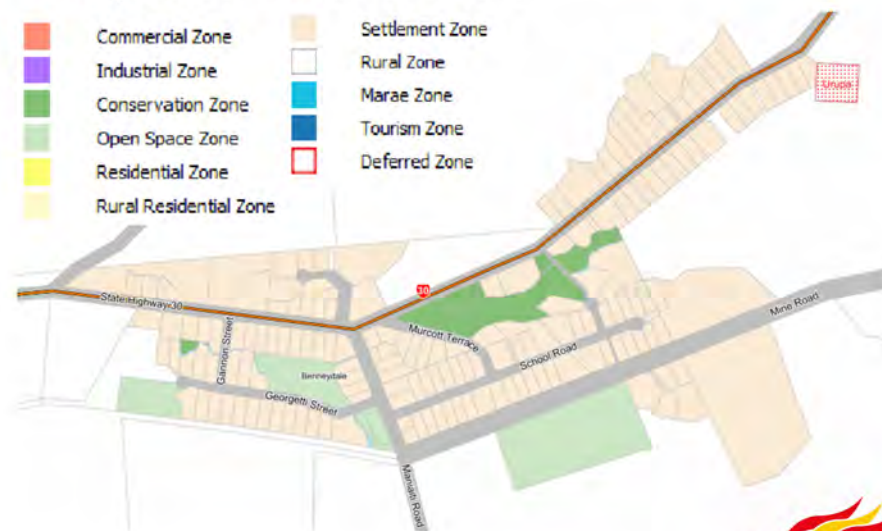 Commercial Zone
Industrial Zone
Conservation Zone
Open Space Zone
Residential Zone
Rural Residential Zone
Settlement Zone
Rural Zone
Marae Zone
Tourism Zone
Deferred Zone
Urupa
30
State Highway 30
Mine Road
Gannon Street
Murcott Terrace
School Road
Benneydale
Georgetti Street
Maniaiti Road